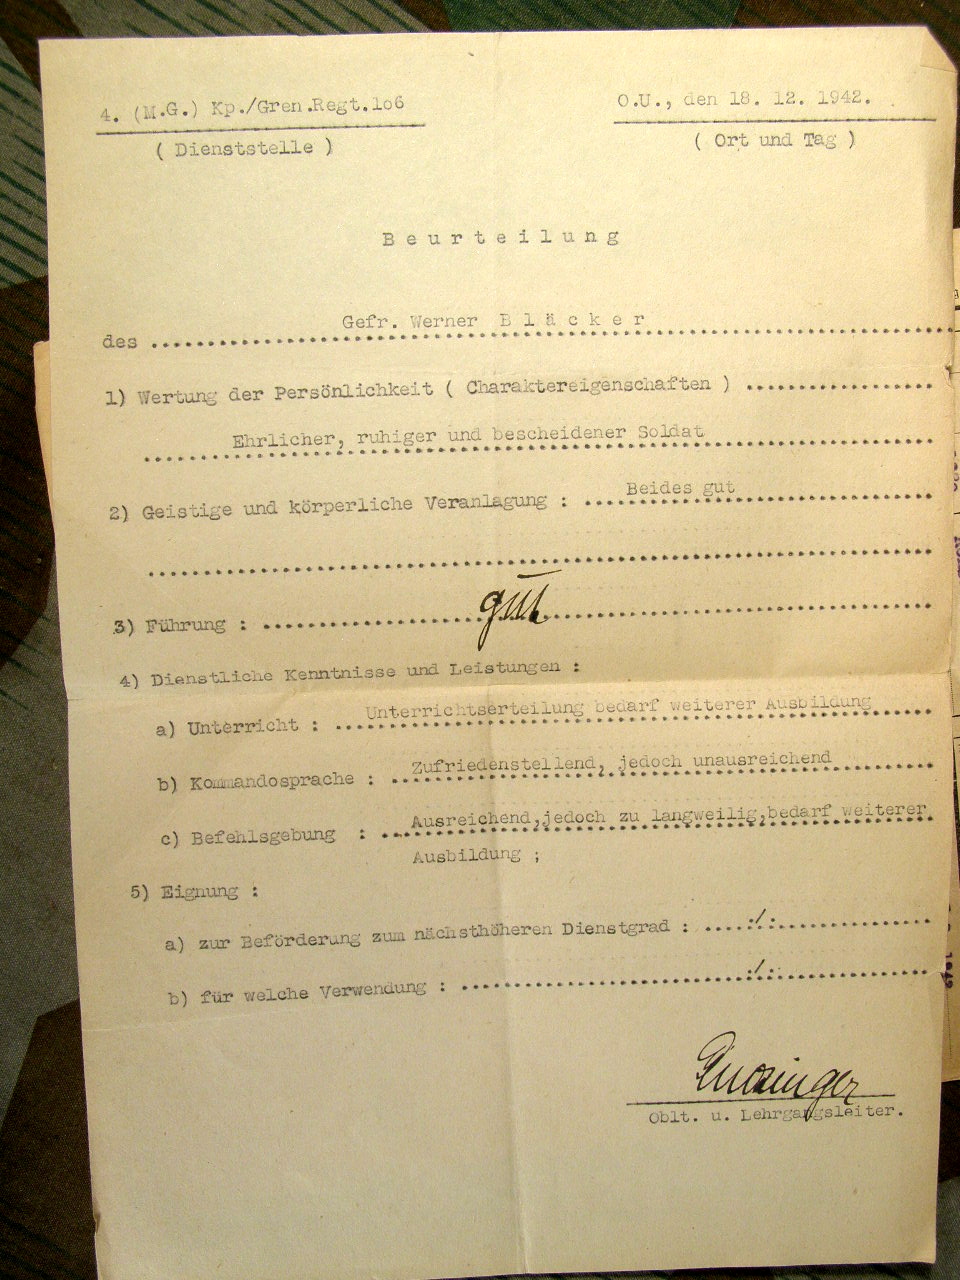 4. (M.G.) Kp./Gren.Regt.1o6
O.U., den 18. 12. 1942.
( Dienststelle )
( Ort und Tag )
B e u r t e i l u n g
Gefr. Werner B l ä c k e r
des
1) Wertung der Persönlichkeit ( Charaktereigenschaften )
Ehrlicher, ruhiger und bescheidener Soldat
2) Geistige und körperliche Veranlagung : Beides gut
3) Führung : gut
4) Dienstliche Kenntnisse und Leistungen :
a) Unterricht : Unterrichtserteilung bedarf weiterer Ausbildung
b) Kommandosprache : Zufriedenstellend, jedoch unausreichend
c) Befehlsgebung : Ausreichend,jedoch zu langweilig,bedarf weiterer
Ausbildung ;
5) Eignung :
a) zur Beförderung zum nächsthöheren Dienstgrad : :/:
b) für welche Verwendung : :/:
Oblt. u. Lehrgangsleiter.